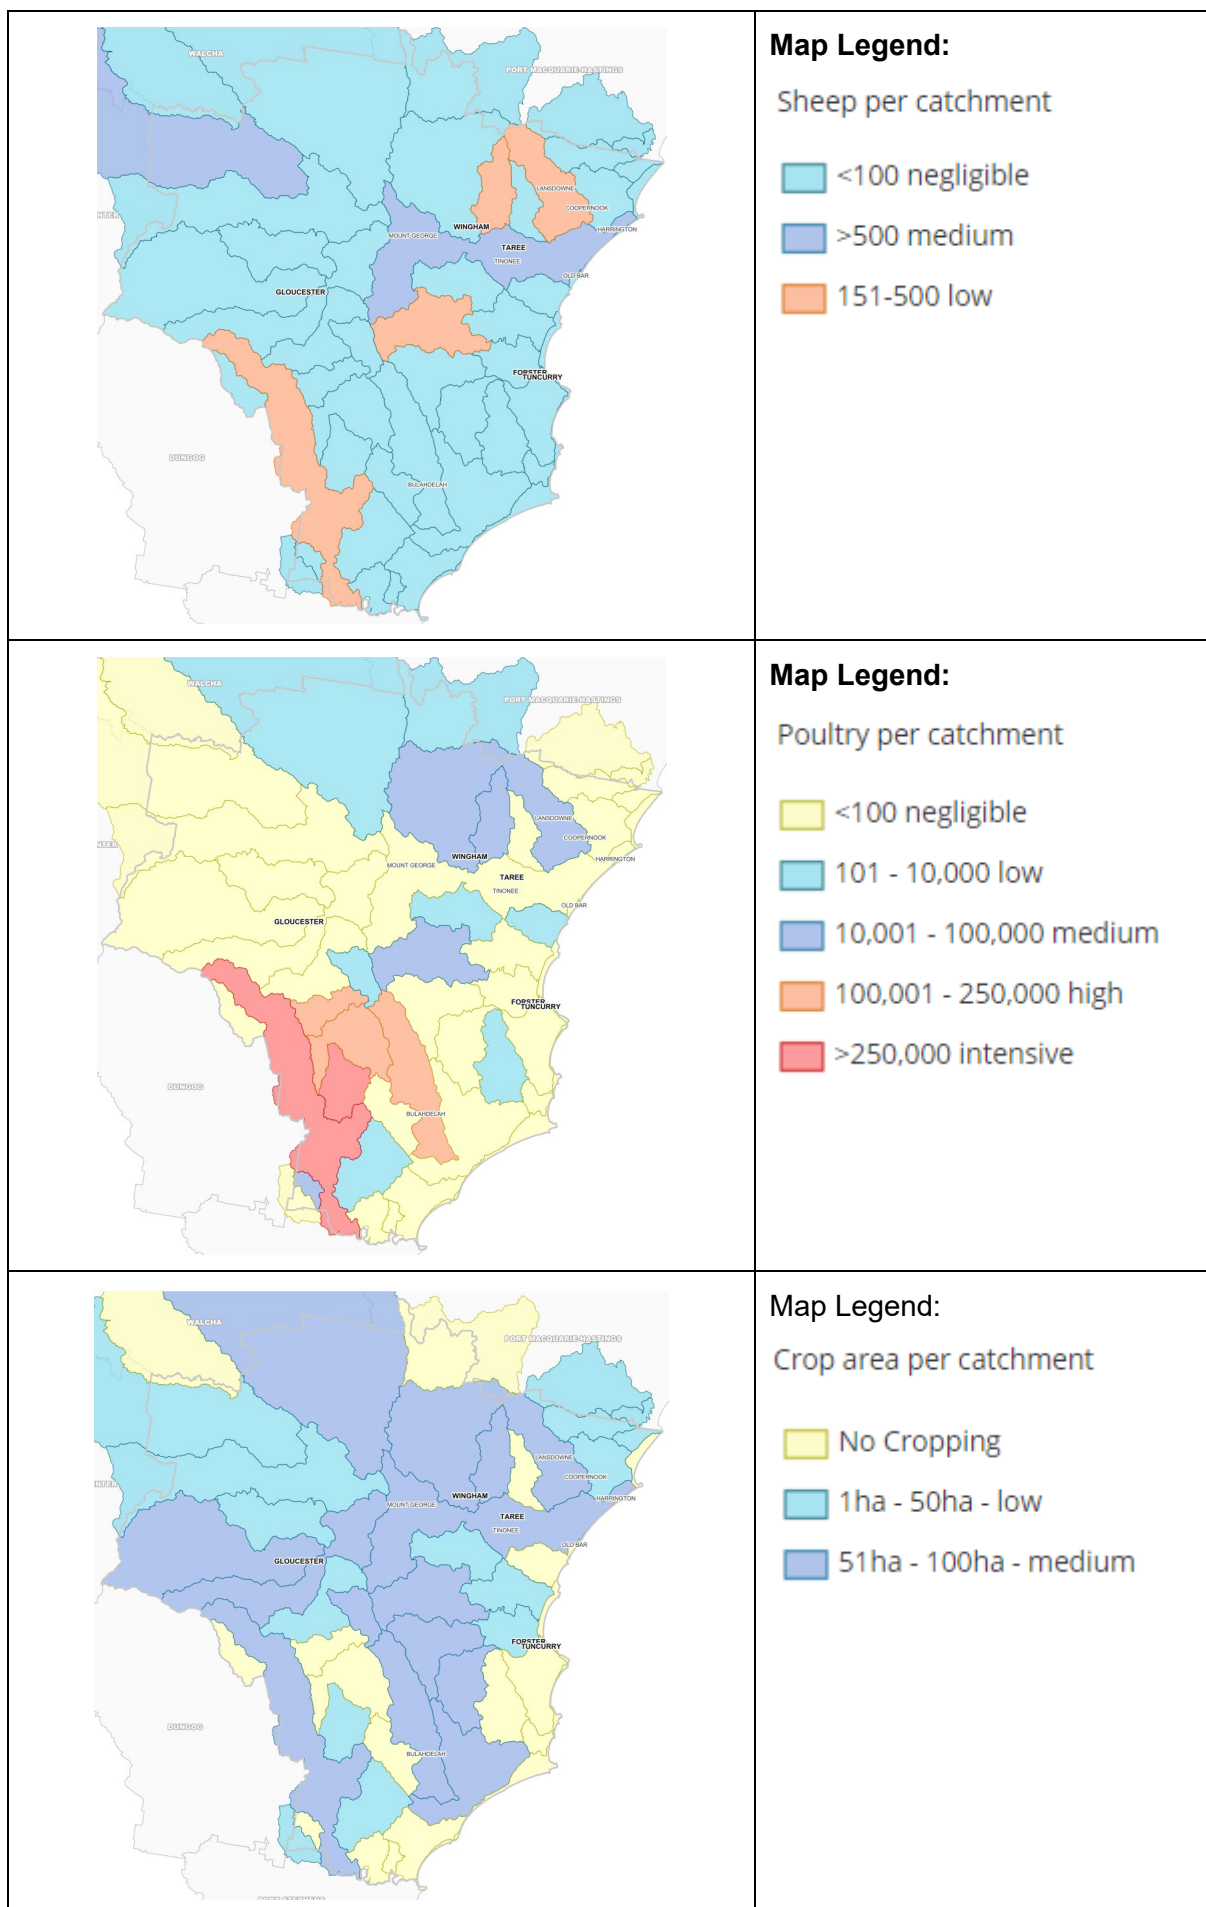 WALCHA
PORT MACQUARIE-HASTINGS
LANSDOWNE
COOPERNOOK
NTER
WINGHAM
HARRINGTON
MOUNT GEORGE
TAREE
TINONEE
OLD BAR
GLOUCESTER
FORSTER
TUNCURRY
DUNGOG
BULAHDELAH
Map Legend:
Sheep per catchment
<100 negligible
>500 medium
151-500 low
WALCHA
PORT MACQUARIE-HASTINGS
LANSDOWNE
COOPERNOOK
NTER
WINGHAM
HARRINGTON
MOUNT GEORGE
TAREE
TINONEE
OLD BAR
GLOUCESTER
FORSTER
TUNCURRY
DUNGOG
BULAHDELAH
Map Legend:
Poultry per catchment
<100 negligible
101 - 10,000 low
10,001 - 100,000 medium
100,001 - 250,000 high
>250,000 intensive
WALCHA
PORT MACQUARIE-HASTINGS
LANSDOWNE
COOPERNOOK
NTER
WINGHAM
HARRINGTON
MOUNT GEORGE
TAREE
TINONEE
OLD BAR
GLOUCESTER
FORSTER
TUNCURRY
DUNGOG
BULAHDELAH
PORT STEPHENS
Map Legend:
Crop area per catchment
No Cropping
1ha - 50ha - low
51ha - 100ha - medium